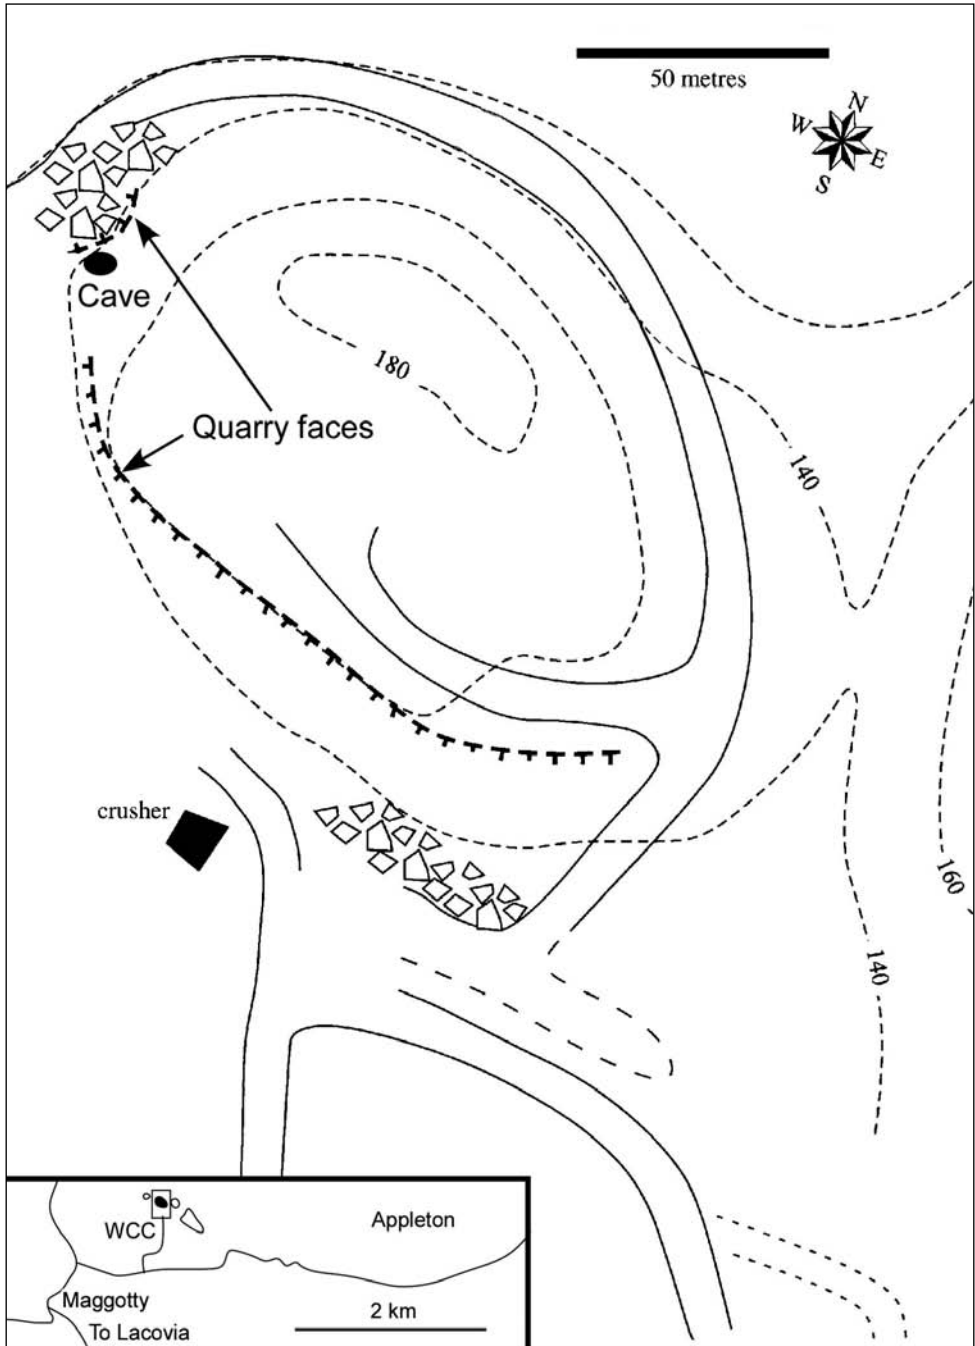 50 metres
N
W
E
S
Cave
180
Quarry faces
140
crusher
160
140
WCC
Appleton
Maggotty
2 km
To Lacovia